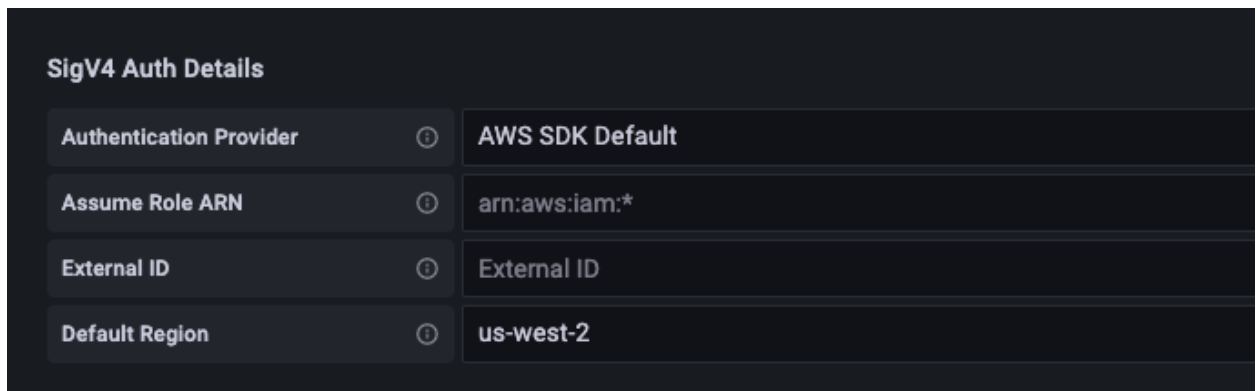 SigV4 Auth Details
Authentication Provider AWS SDK Default
Assume Role ARN arn:aws:iam:*
External ID External ID
Default Region us-west-2